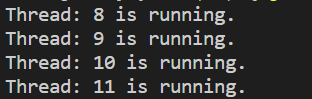 Thread: 8 is running.
Thread: 9 is running.
Thread: 10 is running.
Thread: 11 is running.